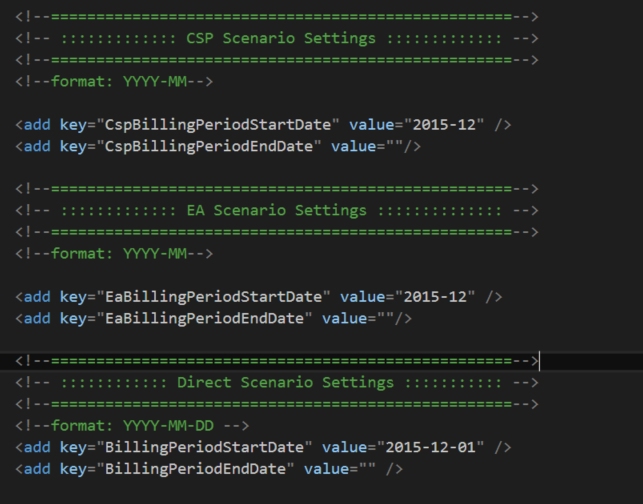 <!--===================================================-->
<!-- ::::::::::::: CSP Scenario Settings ::::::::::::: -->
<!--===================================================-->
<!--format: YYYY-MM-->
<add key="CspBillingPeriodStartDate" value="2015-12" />
<add key="CspBillingPeriodEndDate" value=""/>
<!--===================================================-->
<!-- ::::::::::::: EA Scenario Settings :::::::::::::: -->
<!--===================================================-->
<!--format: YYYY-MM-->
<add key="EaBillingPeriodStartDate" value="2015-12" />
<add key="EaBillingPeriodEndDate" value=""/>
<!--===================================================-->
<!-- :::::::::::: Direct Scenario Settings ::::::::::: -->
<!--===================================================-->
<!--format: YYYY-MM-DD -->
<add key="BillingPeriodStartDate" value="2015-12-01" />
<add key="BillingPeriodEndDate" value="" />